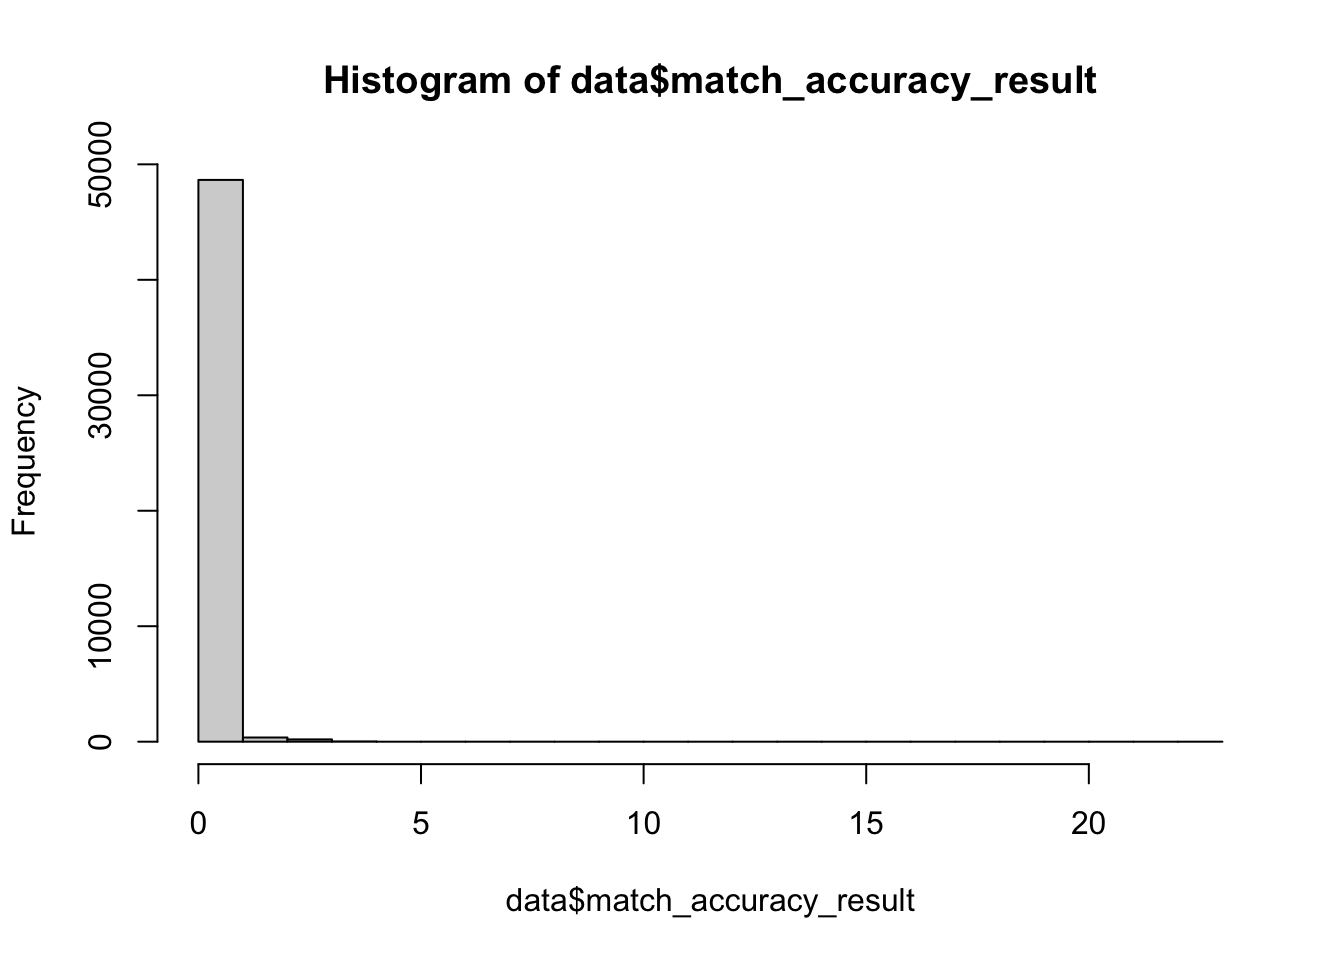 Histogram of data$match_accuracy_result
Frequency
50000
30000
10000
0
0 5 10 15 20
data$match_accuracy_result